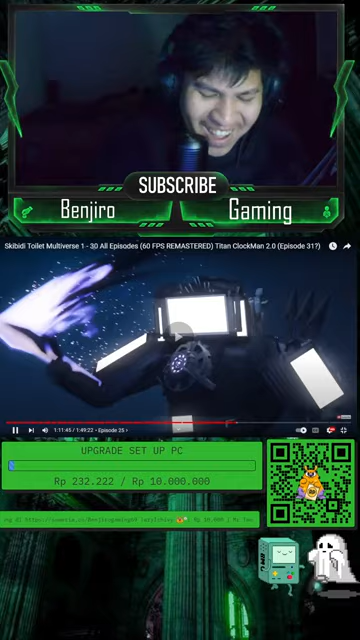 SUBSCRIBE
Benjiro Gaming
Skibidi Toilet Multiverse 1 - 30 All Episodes (60 FPS REMASTERED) Titan ClockMan 2.0 (Episode 31?)
1:11:45 / 1:49:22 • Episode 25 >
UPGRADE SET UP PC
Rp 232.222 / Rp 10.000.000
BMO